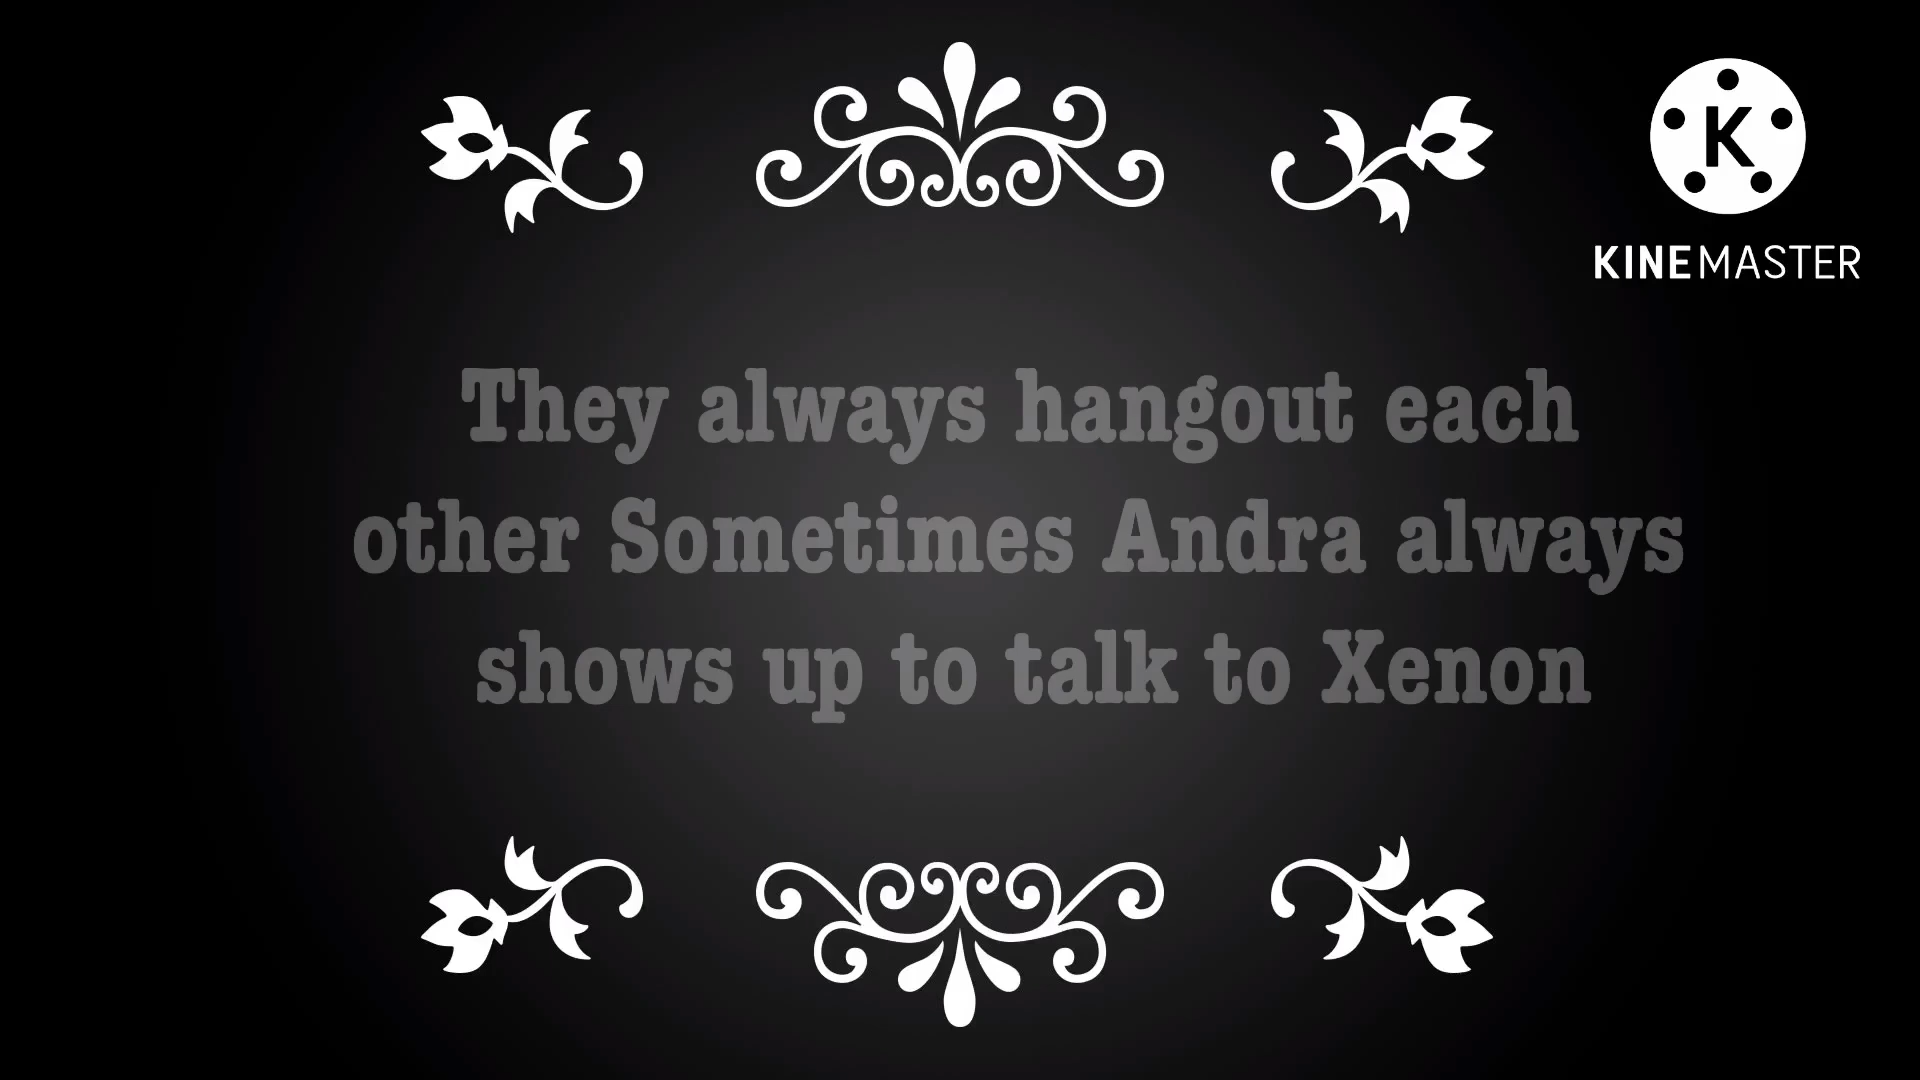 K
KINEMASTER
They always hangout each
other Sometimes Andra always
shows up to talk to Xenon